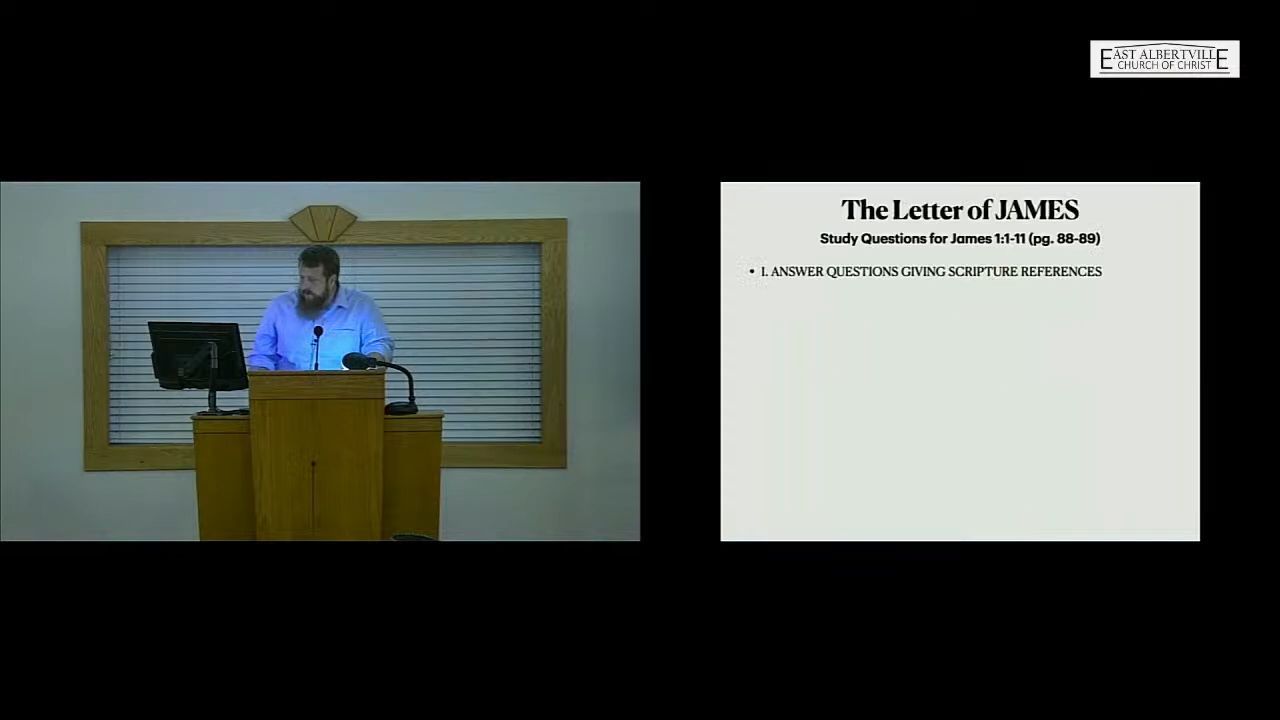 EAST ALBERTVILLE
CHURCH OF CHRIST
The Letter of JAMES
Study Questions for James 1:1-11 (pg. 88-89)
• I. ANSWER QUESTIONS GIVING SCRIPTURE REFERENCES